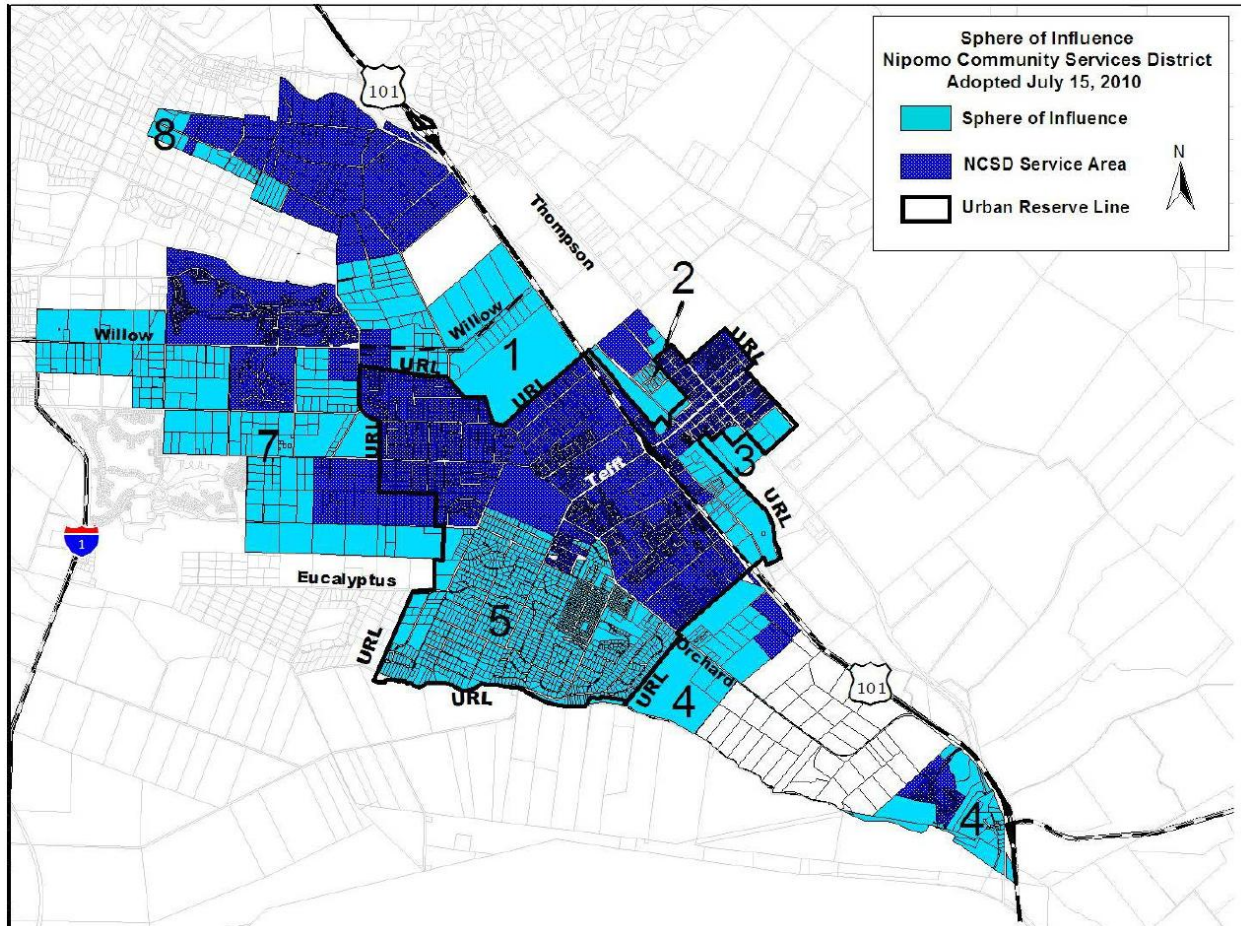 Sphere of Influence
Nipomo Community Services District
Adopted July 15, 2010
Sphere of Influence
NCSD Service Area
N
Urban Reserve Line
101
8
Thompson
2
Willow
Willow
URL
1
URL
URL
7
URL
Tefft
3
URL
1
Eucalyptus
5
URL
URL
URL
Orchard
4
101
4